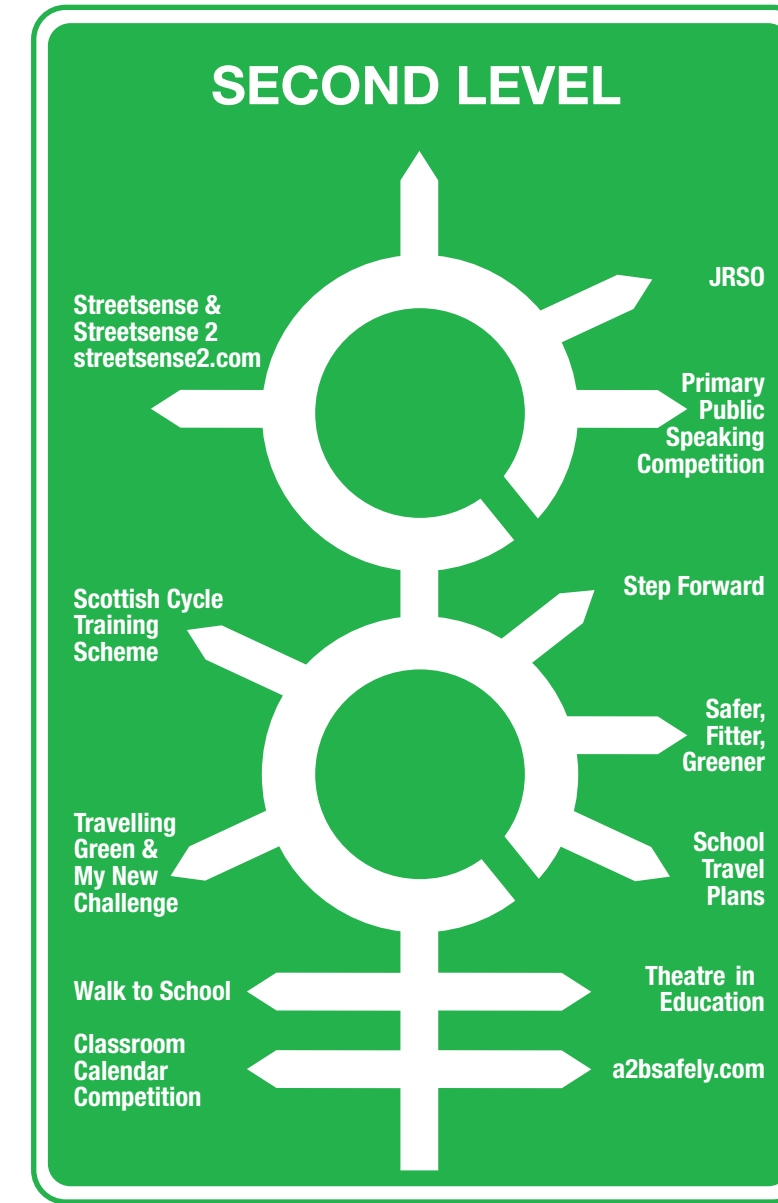 SECOND LEVEL
JRSO
Streetsense &
Streetsense 2
streetsense2.com
Primary
Public
Speaking
Competition
Step Forward
Scottish Cycle
Training
Scheme
Safer,
Fitter,
Greener
Travelling
Green &
My New
Challenge
School
Travel
Plans
Walk to School
Theatre in
Education
Classroom
Calendar
Competition
a2bsafely.com